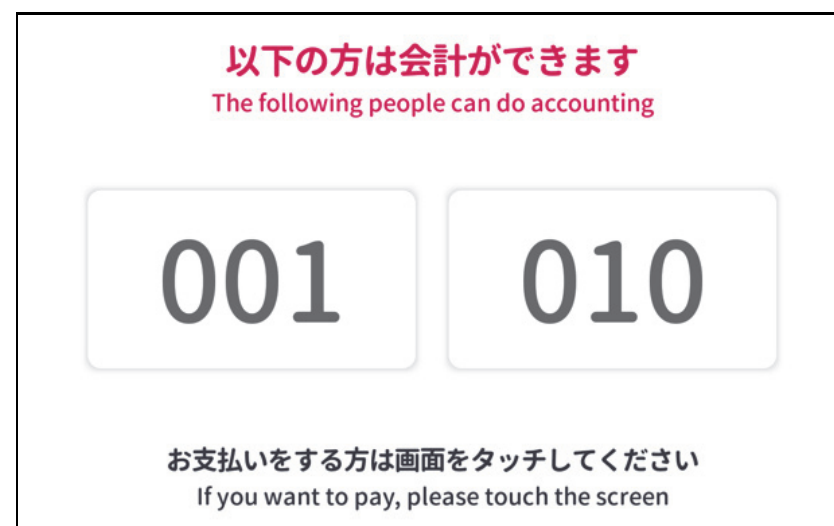 以下の方は会計ができます
The following people can do accounting
001
010
お支払いをする方は画面をタッチしてください
If you want to pay, please touch the screen